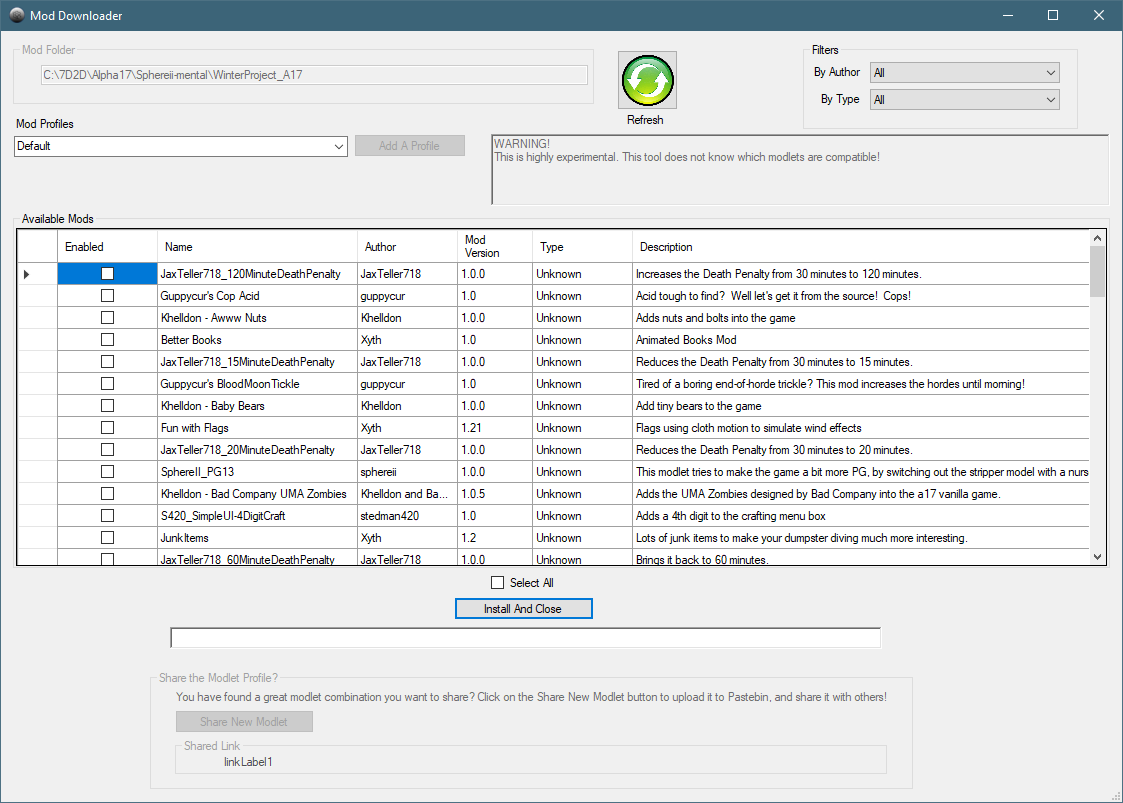 Mod Downloader
Mod Folder
C:\7D2D\Alpha17\Sphereii-mental\WinterProject_A17
Refresh
Filters
By Author All
By Type All
Mod Profiles
Default
Add A Profile
WARNING!
This is highly experimental. This tool does not know which modlets are compatible!
Available Mods
Enabled Name Author Mod Version Type Description
JaxTeller718_120MinuteDeathPenalty JaxTeller718 1.0.0 Unknown Increases the Death Penalty from 30 minutes to 120 minutes.
Guppycur's Cop Acid guppycur 1.0 Unknown Acid tough to find? Well let's get it from the source! Cops!
Khelldon - Awww Nuts Khelldon 1.0.0 Unknown Adds nuts and bolts into the game
Better Books Xyth 1.0 Unknown Animated Books Mod
JaxTeller718_15MinuteDeathPenalty JaxTeller718 1.0.0 Unknown Reduces the Death Penalty from 30 minutes to 15 minutes.
Guppycur's BloodMoonTickle guppycur 1.0 Unknown Tired of a boring end-of-horde trickle? This mod increases the hordes until morning!
Khelldon - Baby Bears Khelldon 1.0.0 Unknown Add tiny bears to the game
Fun with Flags Xyth 1.21 Unknown Flags using cloth motion to simulate wind effects
JaxTeller718_20MinuteDeathPenalty JaxTeller718 1.0.0 Unknown Reduces the Death Penalty from 30 minutes to 20 minutes.
SphereII_PG13 sphereii 1.0.0 Unknown This modlet tries to make the game a bit more PG, by switching out the stripper model with a nurs
Khelldon - Bad Company UMA Zombies Khelldon and Ba... 1.0.5 Unknown Adds the UMA Zombies designed by Bad Company into the a17 vanilla game.
S420_SimpleUI-4DigitCraft stedman420 1.0 Unknown Adds a 4th digit to the crafting menu box
JunkItems Xyth 1.2 Unknown Lots of junk items to make your dumpster diving much more interesting.
JaxTeller718_60MinuteDeathPenalty JaxTeller718 1.0.0 Unknown Brings it back to 60 minutes.
Select All
Install And Close
Share the Modlet Profile?
You have found a great modlet combination you want to share? Click on the Share New Modlet button to upload it to Pastebin, and share it with others!
Share New Modlet
Shared Link
linkLabel1